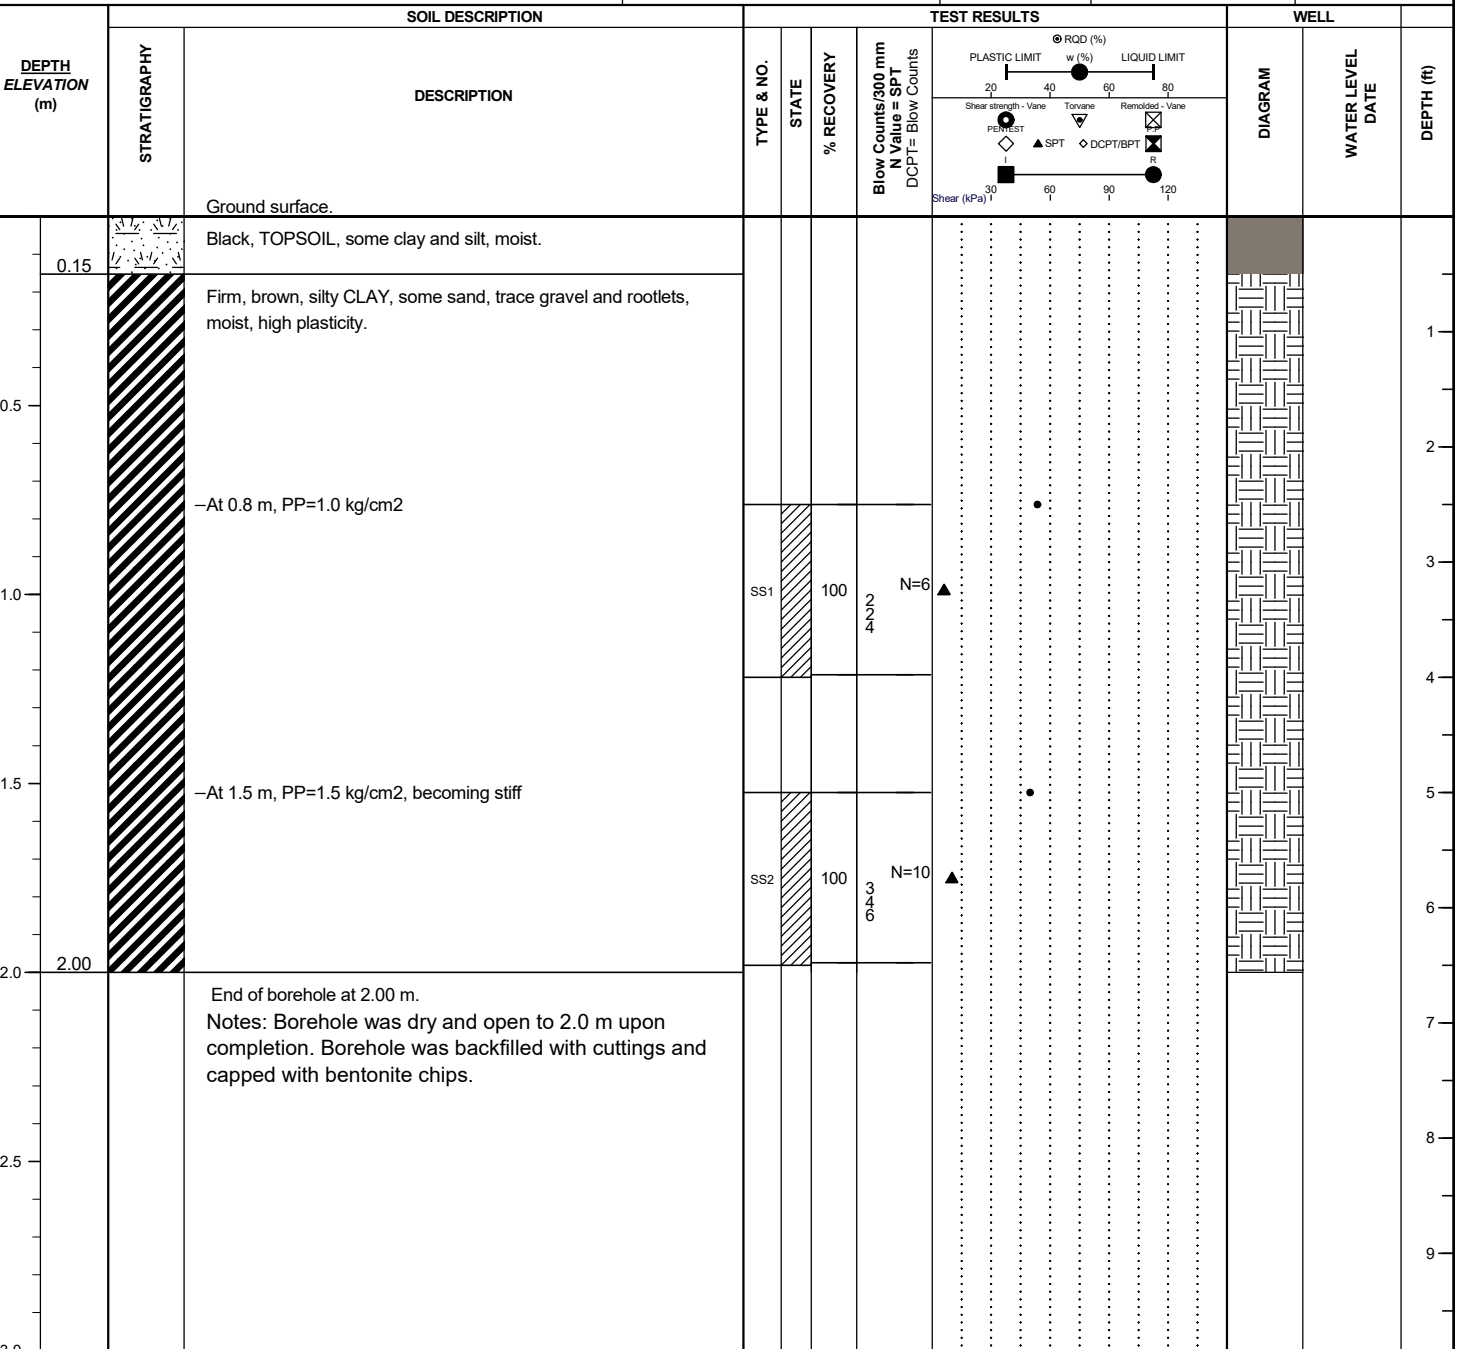 SOIL DESCRIPTION
TEST RESULTS
WELL
DEPTH
ELEVATION
(m)
STRATIGRAPHY
DESCRIPTION
TYPE & NO.
STATE
% RECOVERY
Blow Counts/300 mm
N Value = SPT
DCPT= Blow Counts
RQD (%)
PLASTIC LIMIT w (%) LIQUID LIMIT
20 40 60 80
Shear strength - Vane Torvane Remolded - Vane
PENTEST P.P
SPT DCPT/BPT
I R
Shear (kPa) 30 60 90 120
DIAGRAM
WATER LEVEL
DATE
DEPTH (ft)
Ground surface.
Black, TOPSOIL, some clay and silt, moist.
0.15
Firm, brown, silty CLAY, some sand, trace gravel and rootlets,
moist, high plasticity.
1
0.5
2
–At 0.8 m, PP=1.0 kg/cm2
3
1.0
SS1
100
2
2
4
N=6
4
1.5
–At 1.5 m, PP=1.5 kg/cm2, becoming stiff
5
SS2
100
3
4
6
N=10
6
2.00
2.0
End of borehole at 2.00 m.
Notes: Borehole was dry and open to 2.0 m upon
completion. Borehole was backfilled with cuttings and
capped with bentonite chips.
7
8
2.5
9